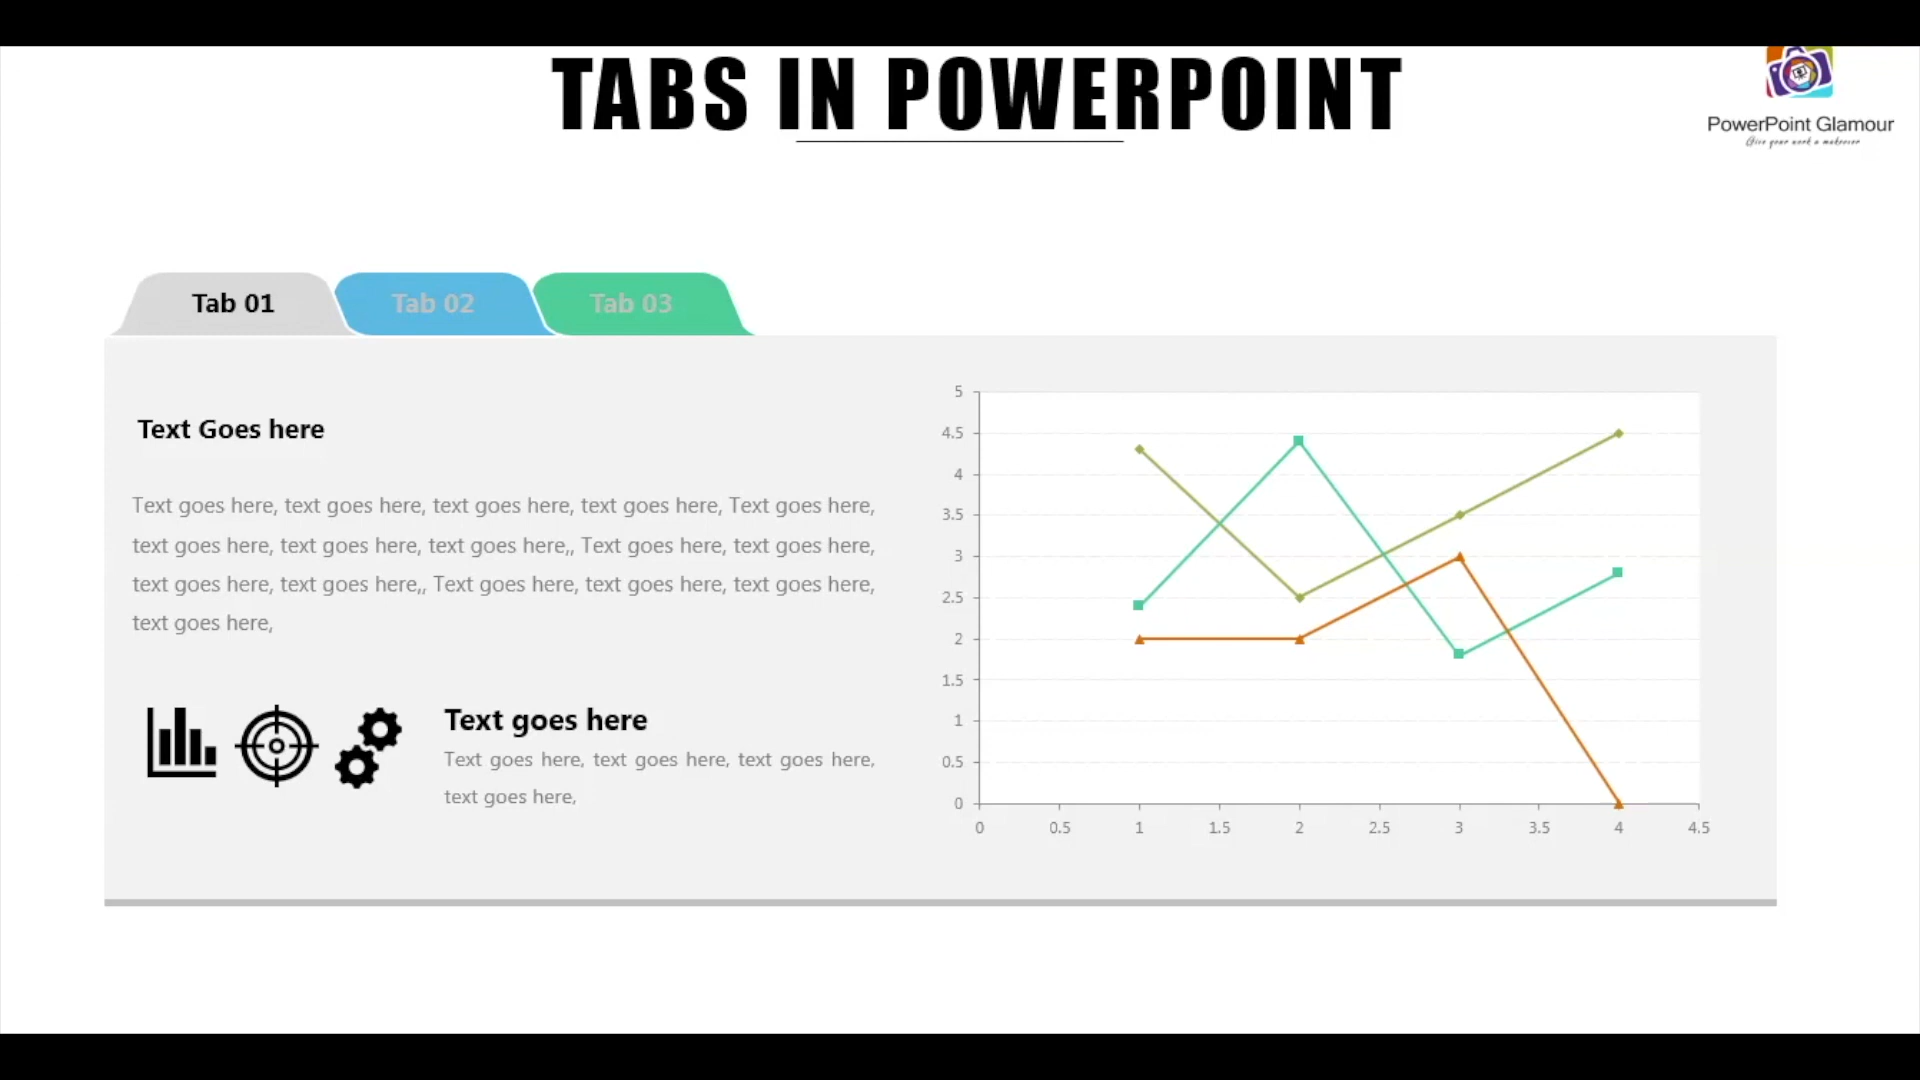 TABS IN POWERPOINT
PowerPoint Glamour
Give your work a makeover
Tab 01
Tab 02
Tab 03
Text Goes here
Text goes here, text goes here, text goes here, text goes here, Text goes here,
text goes here, text goes here, text goes here,, Text goes here, text goes here,
text goes here, text goes here,, Text goes here, text goes here, text goes here,
text goes here,
Text goes here
Text goes here, text goes here, text goes here,
text goes here,
5
4.5
4
3.5
3
2.5
2
1.5
1
0.5
0
0 0.5 1 1.5 2 2.5 3 3.5 4 4.5